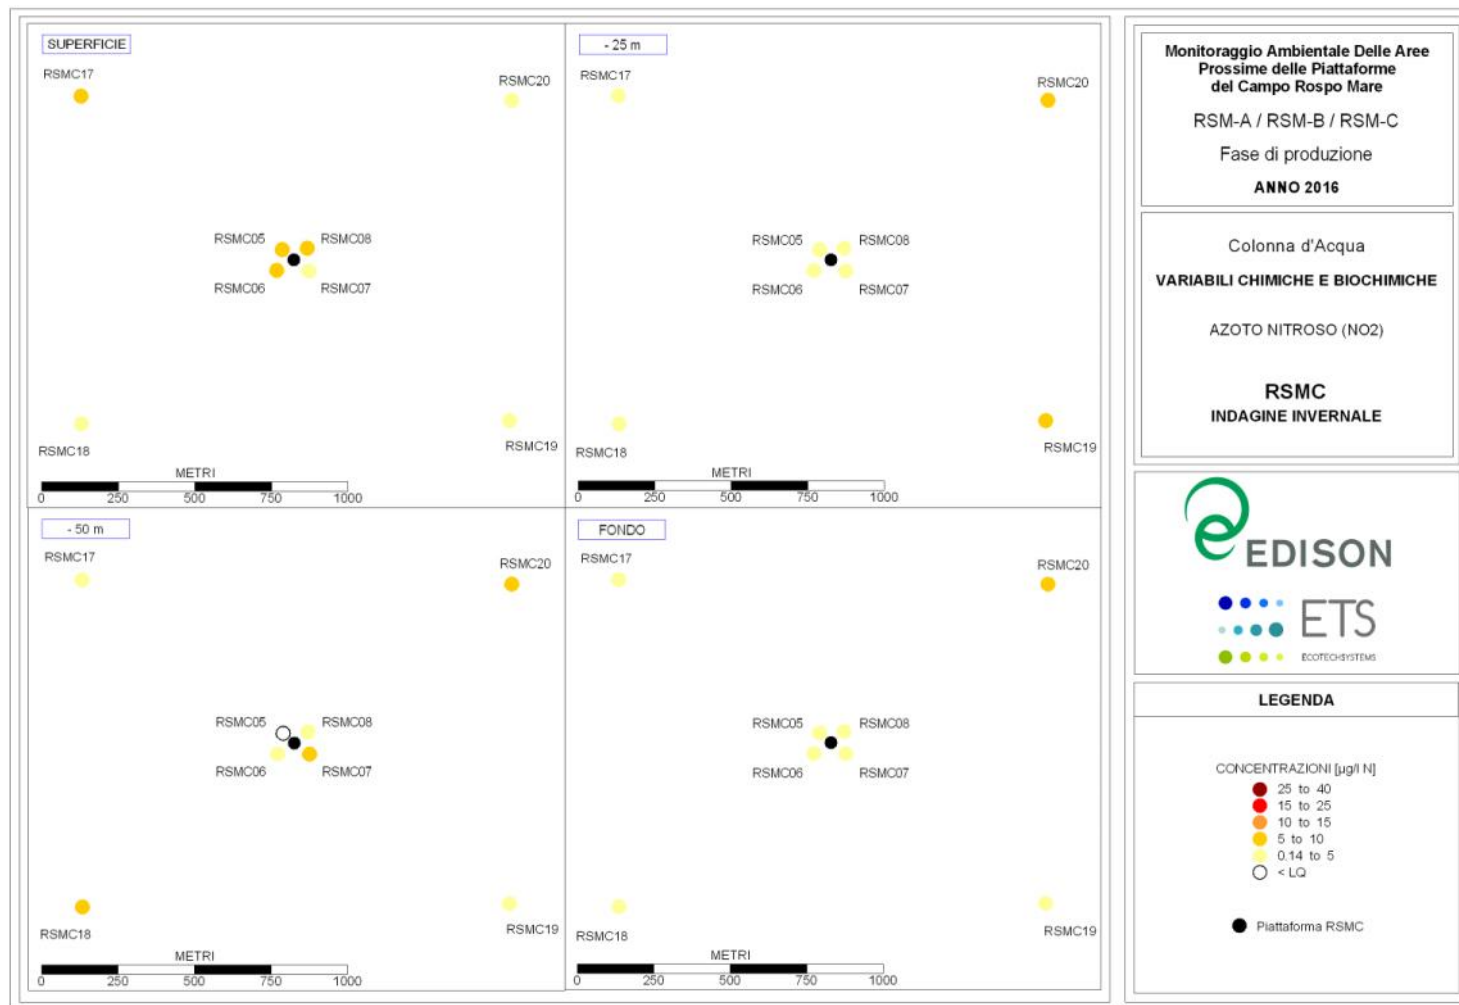 SUPERFICIE
RSMC17
RSMC20
RSMC05
RSMC08
RSMC06
RSMC07
RSMC18
RSMC19
METRI
0 250 500 750 1000
- 25 m
RSMC17
RSMC20
RSMC05
RSMC08
RSMC06
RSMC07
RSMC18
RSMC19
METRI
0 250 500 750 1000
- 50 m
RSMC17
RSMC20
RSMC05
RSMC08
RSMC06
RSMC07
RSMC18
RSMC19
METRI
0 250 500 750 1000
FONDO
RSMC17
RSMC20
RSMC05
RSMC08
RSMC06
RSMC07
RSMC18
RSMC19
METRI
0 250 500 750 1000
Monitoraggio Ambientale Delle Aree
Prossime delle Piattaforme
del Campo Rospo Mare
RSM-A / RSM-B / RSM-C
Fase di produzione
ANNO 2016
Colonna d'Acqua
VARIABILI CHIMICHE E BIOCHIMICHE
AZOTO NITROSO (NO2)
RSMC
INDAGINE INVERNALE
EDISON
ETS
ECOTECHSYSTEMS
LEGENDA
CONCENTRAZIONI [µg/l N]
25 to 40
15 to 25
10 to 15
5 to 10
0.14 to 5
< LQ
Piattaforma RSMC